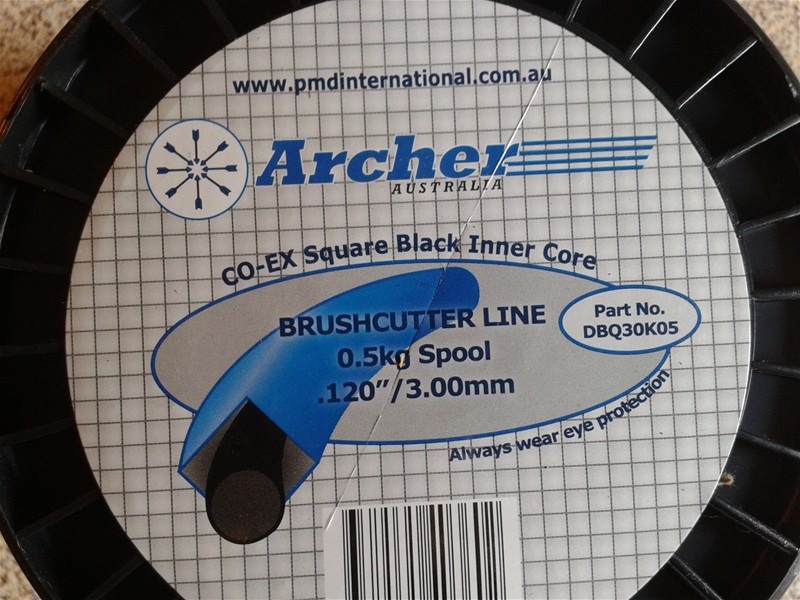 www.pmdinternational.com.au
Archer
AUSTRALIA
CO-EX Square Black Inner Core
BRUSHCUTTER LINE
0.5kg Spool
.120"/3.00mm
Part No.
DBQ30K05
Always wear eye protection